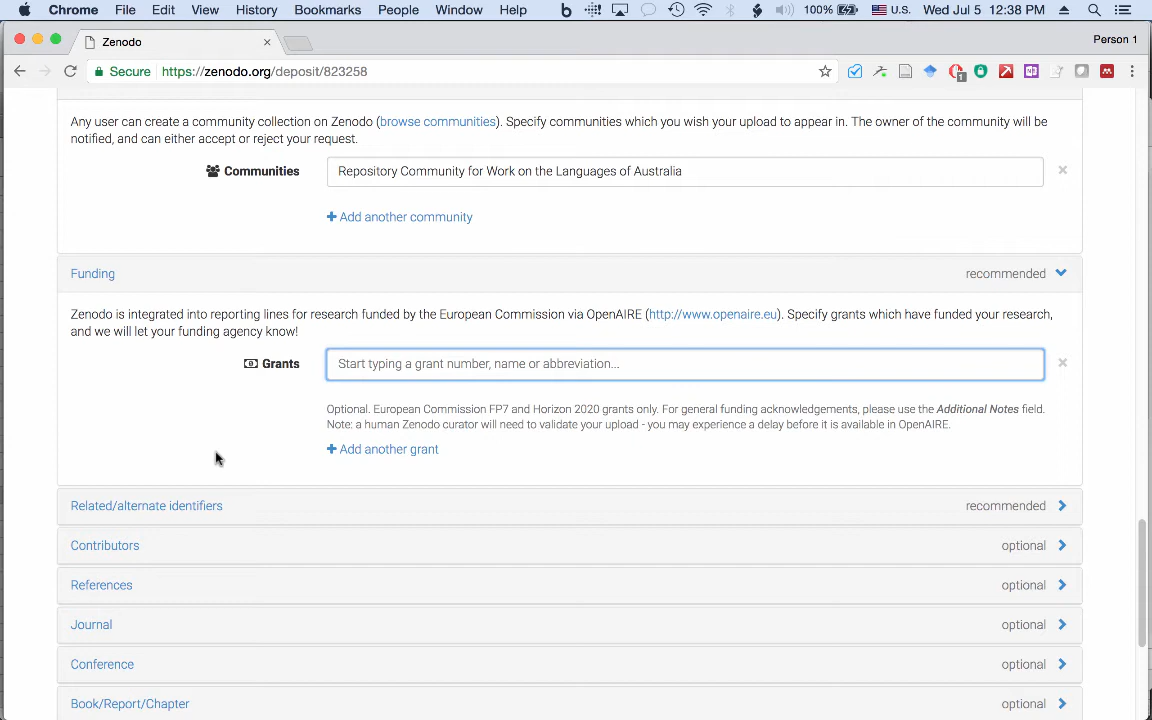 Chrome File Edit View History Bookmarks People Window Help 100% U.S. Wed Jul 5 12:38 PM
Zenodo
Person 1
Secure https://zenodo.org/deposit/823258
Any user can create a community collection on Zenodo (browse communities). Specify communities which you wish your upload to appear in. The owner of the community will be
notified, and can either accept or reject your request.
Communities Repository Community for Work on the Languages of Australia
Add another community
Funding recommended
Zenodo is integrated into reporting lines for research funded by the European Commission via OpenAIRE (http://www.openaire.eu). Specify grants which have funded your research,
and we will let your funding agency know!
Grants Start typing a grant number, name or abbreviation...
Optional. European Commission FP7 and Horizon 2020 grants only. For general funding acknowledgements, please use the Additional Notes field.
Note: a human Zenodo curator will need to validate your upload - you may experience a delay before it is available in OpenAIRE.
Add another grant
Related/alternate identifiers recommended
Contributors optional
References optional
Journal optional
Conference optional
Book/Report/Chapter optional